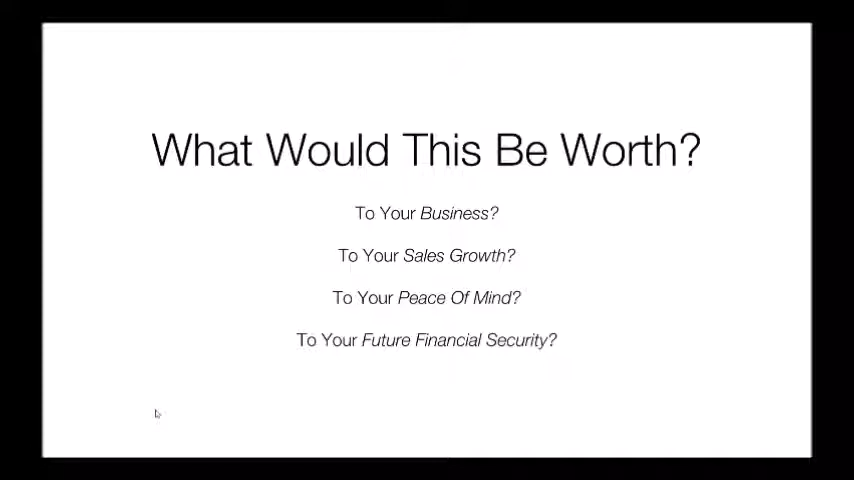 What Would This Be Worth?
To Your Business?
To Your Sales Growth?
To Your Peace Of Mind?
To Your Future Financial Security?